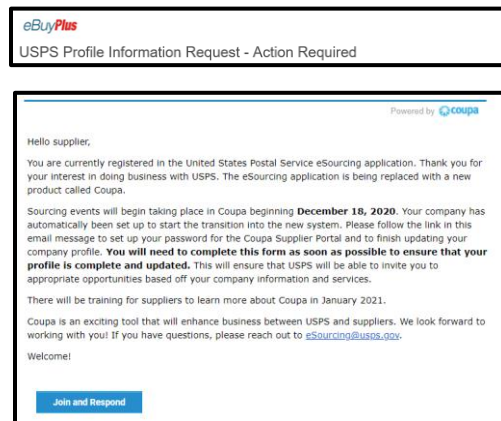 eBuyPlus
USPS Profile Information Request - Action Required
Powered by coupa
Hello supplier,
You are currently registered in the United States Postal Service eSourcing application. Thank you for
your interest in doing business with USPS. The eSourcing application is being replaced with a new
product called Coupa.
Sourcing events will begin taking place in Coupa beginning December 18, 2020. Your company has
automatically been set up to start the transition into the new system. Please follow the link in this
email message to set up your password for the Coupa Supplier Portal and to finish updating your
company profile. You will need to complete this form as soon as possible to ensure that your
profile is complete and updated. This will ensure that USPS will be able to invite you to
appropriate opportunities based off your company information and services.
There will be training for suppliers to learn more about Coupa in January 2021.
Coupa is an exciting tool that will enhance business between USPS and suppliers. We look forward to
working with you! If you have questions, please reach out to eSourcing@usps.gov.
Welcome!
Join and Respond